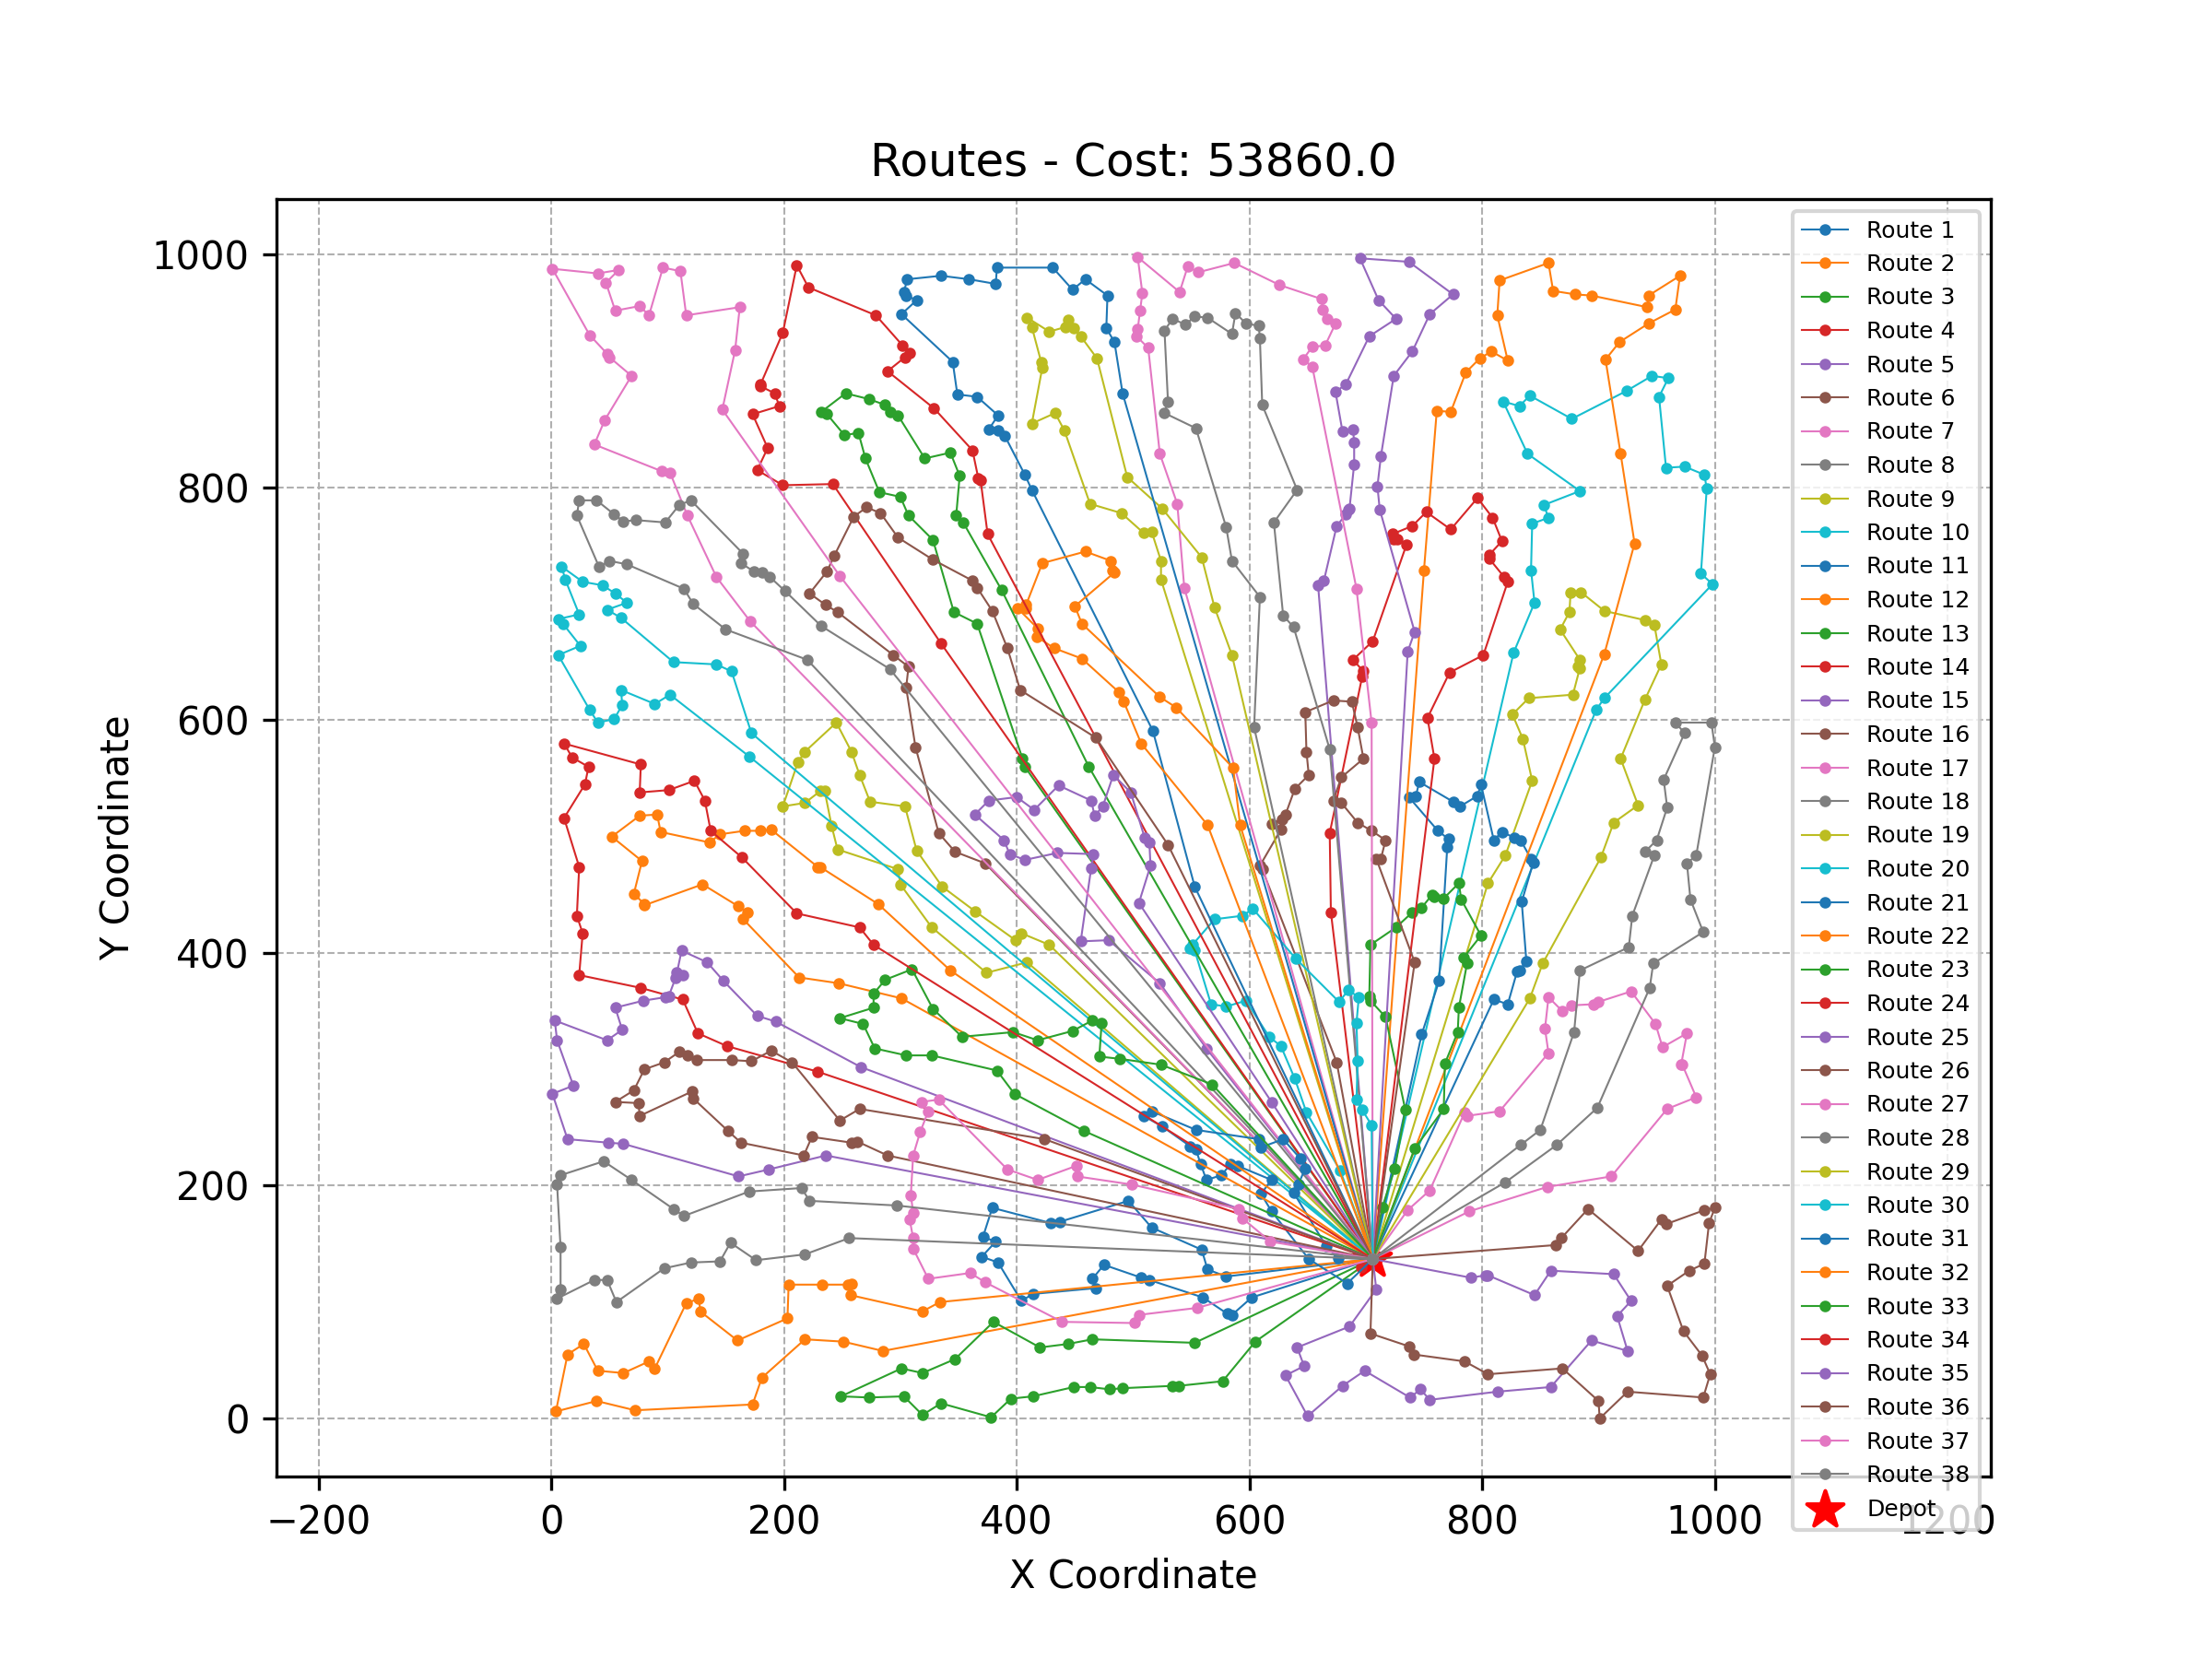 Routes - Cost: 53860.0
1000
800
600
400
200
0
Y Coordinate
−200
0
200
400
600
800
1000
1200
X Coordinate
Route 1
Route 2
Route 3
Route 4
Route 5
Route 6
Route 7
Route 8
Route 9
Route 10
Route 11
Route 12
Route 13
Route 14
Route 15
Route 16
Route 17
Route 18
Route 19
Route 20
Route 21
Route 22
Route 23
Route 24
Route 25
Route 26
Route 27
Route 28
Route 29
Route 30
Route 31
Route 32
Route 33
Route 34
Route 35
Route 36
Route 37
Route 38
Depot